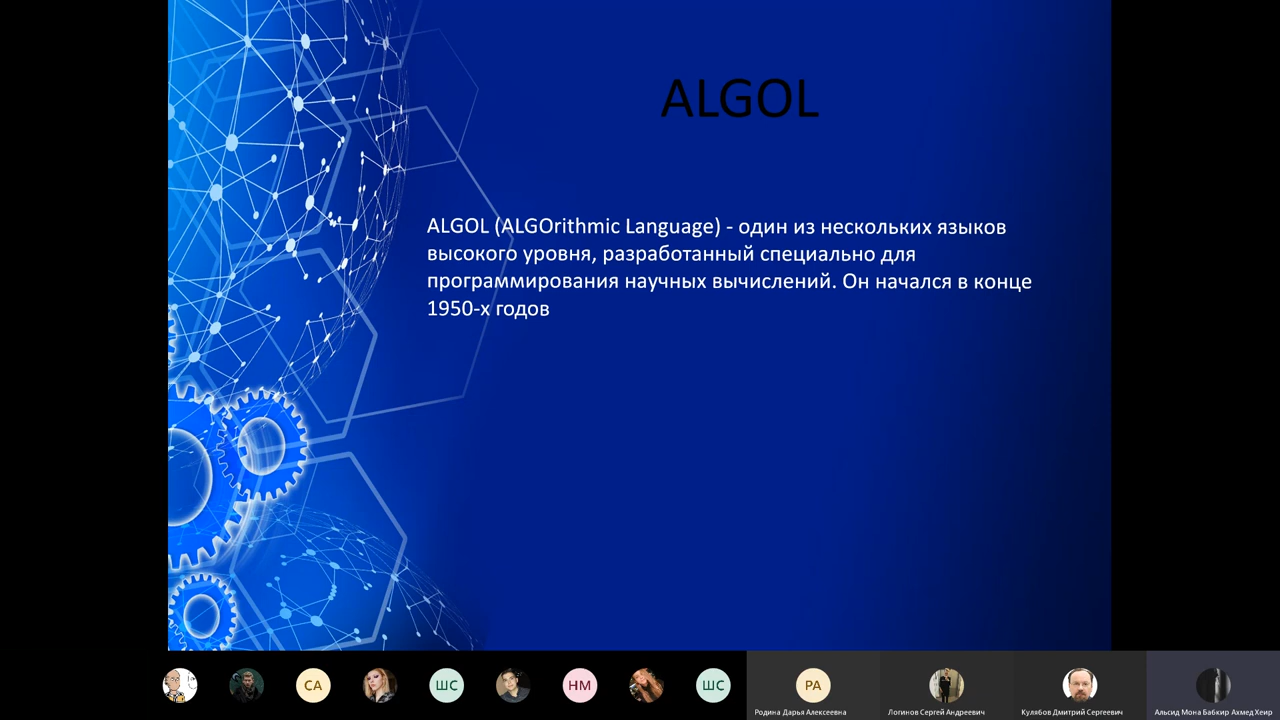 ALGOL
ALGOL (ALGOrithmic Language) - один из нескольких языков
высокого уровня, разработанный специально для
программирования научных вычислений. Он начался в конце
1950-х годов
СА
ШС
НМ
ШС
РА
Родина Дарья Алексеевна
Логинов Сергей Андреевич
Кулябов Дмитрий Сергеевич
Альсид Мона Бабкир Ахмед Хеир